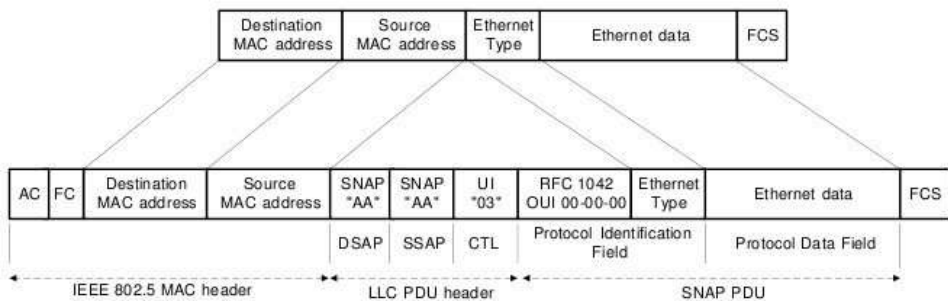 Destination MAC address
Source MAC address
Ethernet Type
Ethernet data
FCS
AC
FC
Destination MAC address
Source MAC address
SNAP "AA"
SNAP "AA"
UI "03"
RFC 1042 OUI 00-00-00
Ethernet Type
Ethernet data
FCS
DSAP
SSAP
CTL
Protocol Identification Field
Protocol Data Field
IEEE 802.5 MAC header
LLC PDU header
SNAP PDU